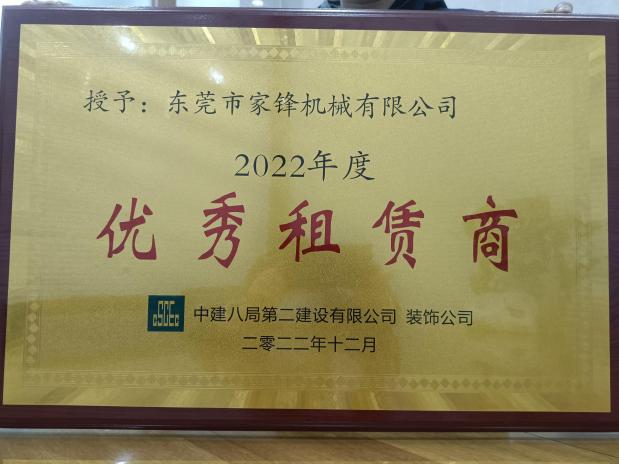 授予：东莞市家锋机械有限公司
2022年度
优秀租赁商
CSCEC 中建八局第二建设有限公司 装饰公司
二零二二年十二月